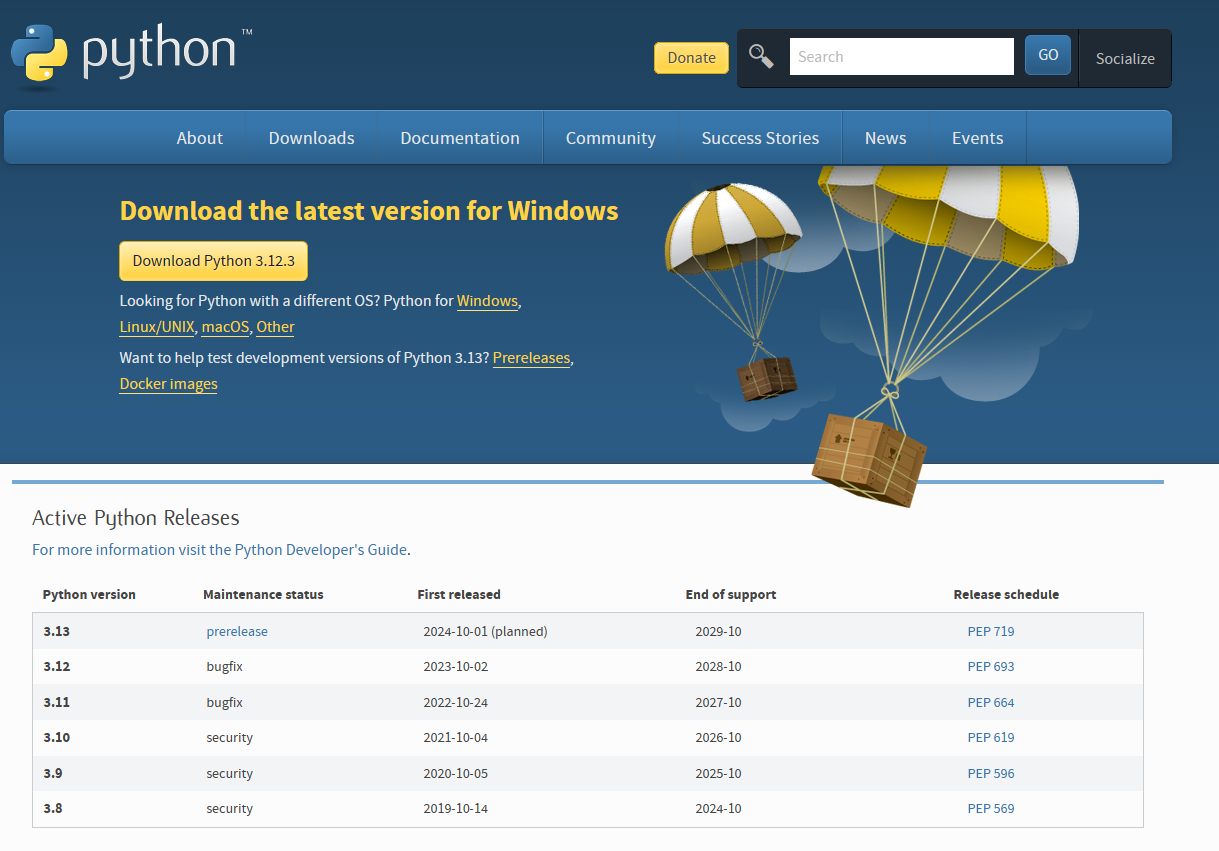 python™
Donate
Search
GO
Socialize
About Downloads Documentation Community Success Stories News Events
Download the latest version for Windows
Download Python 3.12.3
Looking for Python with a different OS? Python for Windows,
Linux/UNIX, macOS, Other
Want to help test development versions of Python 3.13? Prereleases,
Docker images
Active Python Releases
For more information visit the Python Developer's Guide.
Python version Maintenance status First released End of support Release schedule
3.13 prerelease 2024-10-01 (planned) 2029-10 PEP 719
3.12 bugfix 2023-10-02 2028-10 PEP 693
3.11 bugfix 2022-10-24 2027-10 PEP 664
3.10 security 2021-10-04 2026-10 PEP 619
3.9 security 2020-10-05 2025-10 PEP 596
3.8 security 2019-10-14 2024-10 PEP 569